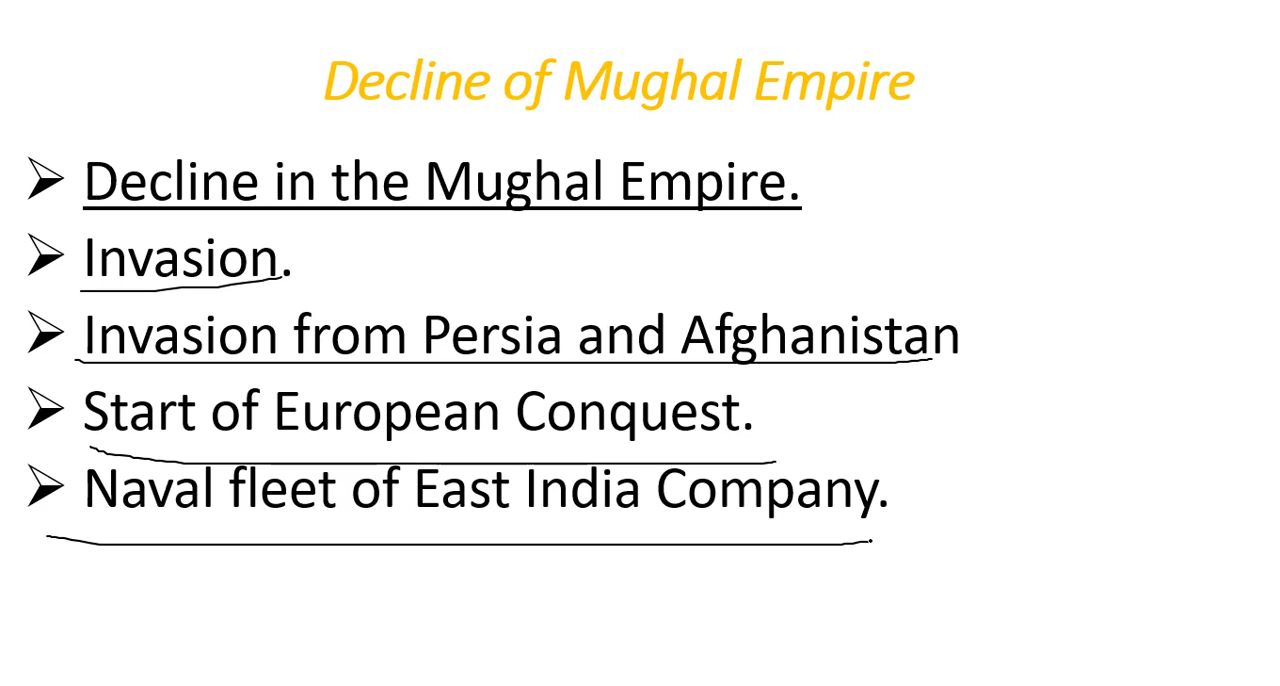 Decline of Mughal Empire
➢ Decline in the Mughal Empire.
➢ Invasion.
➢ Invasion from Persia and Afghanistan
➢ Start of European Conquest.
➢ Naval fleet of East India Company.